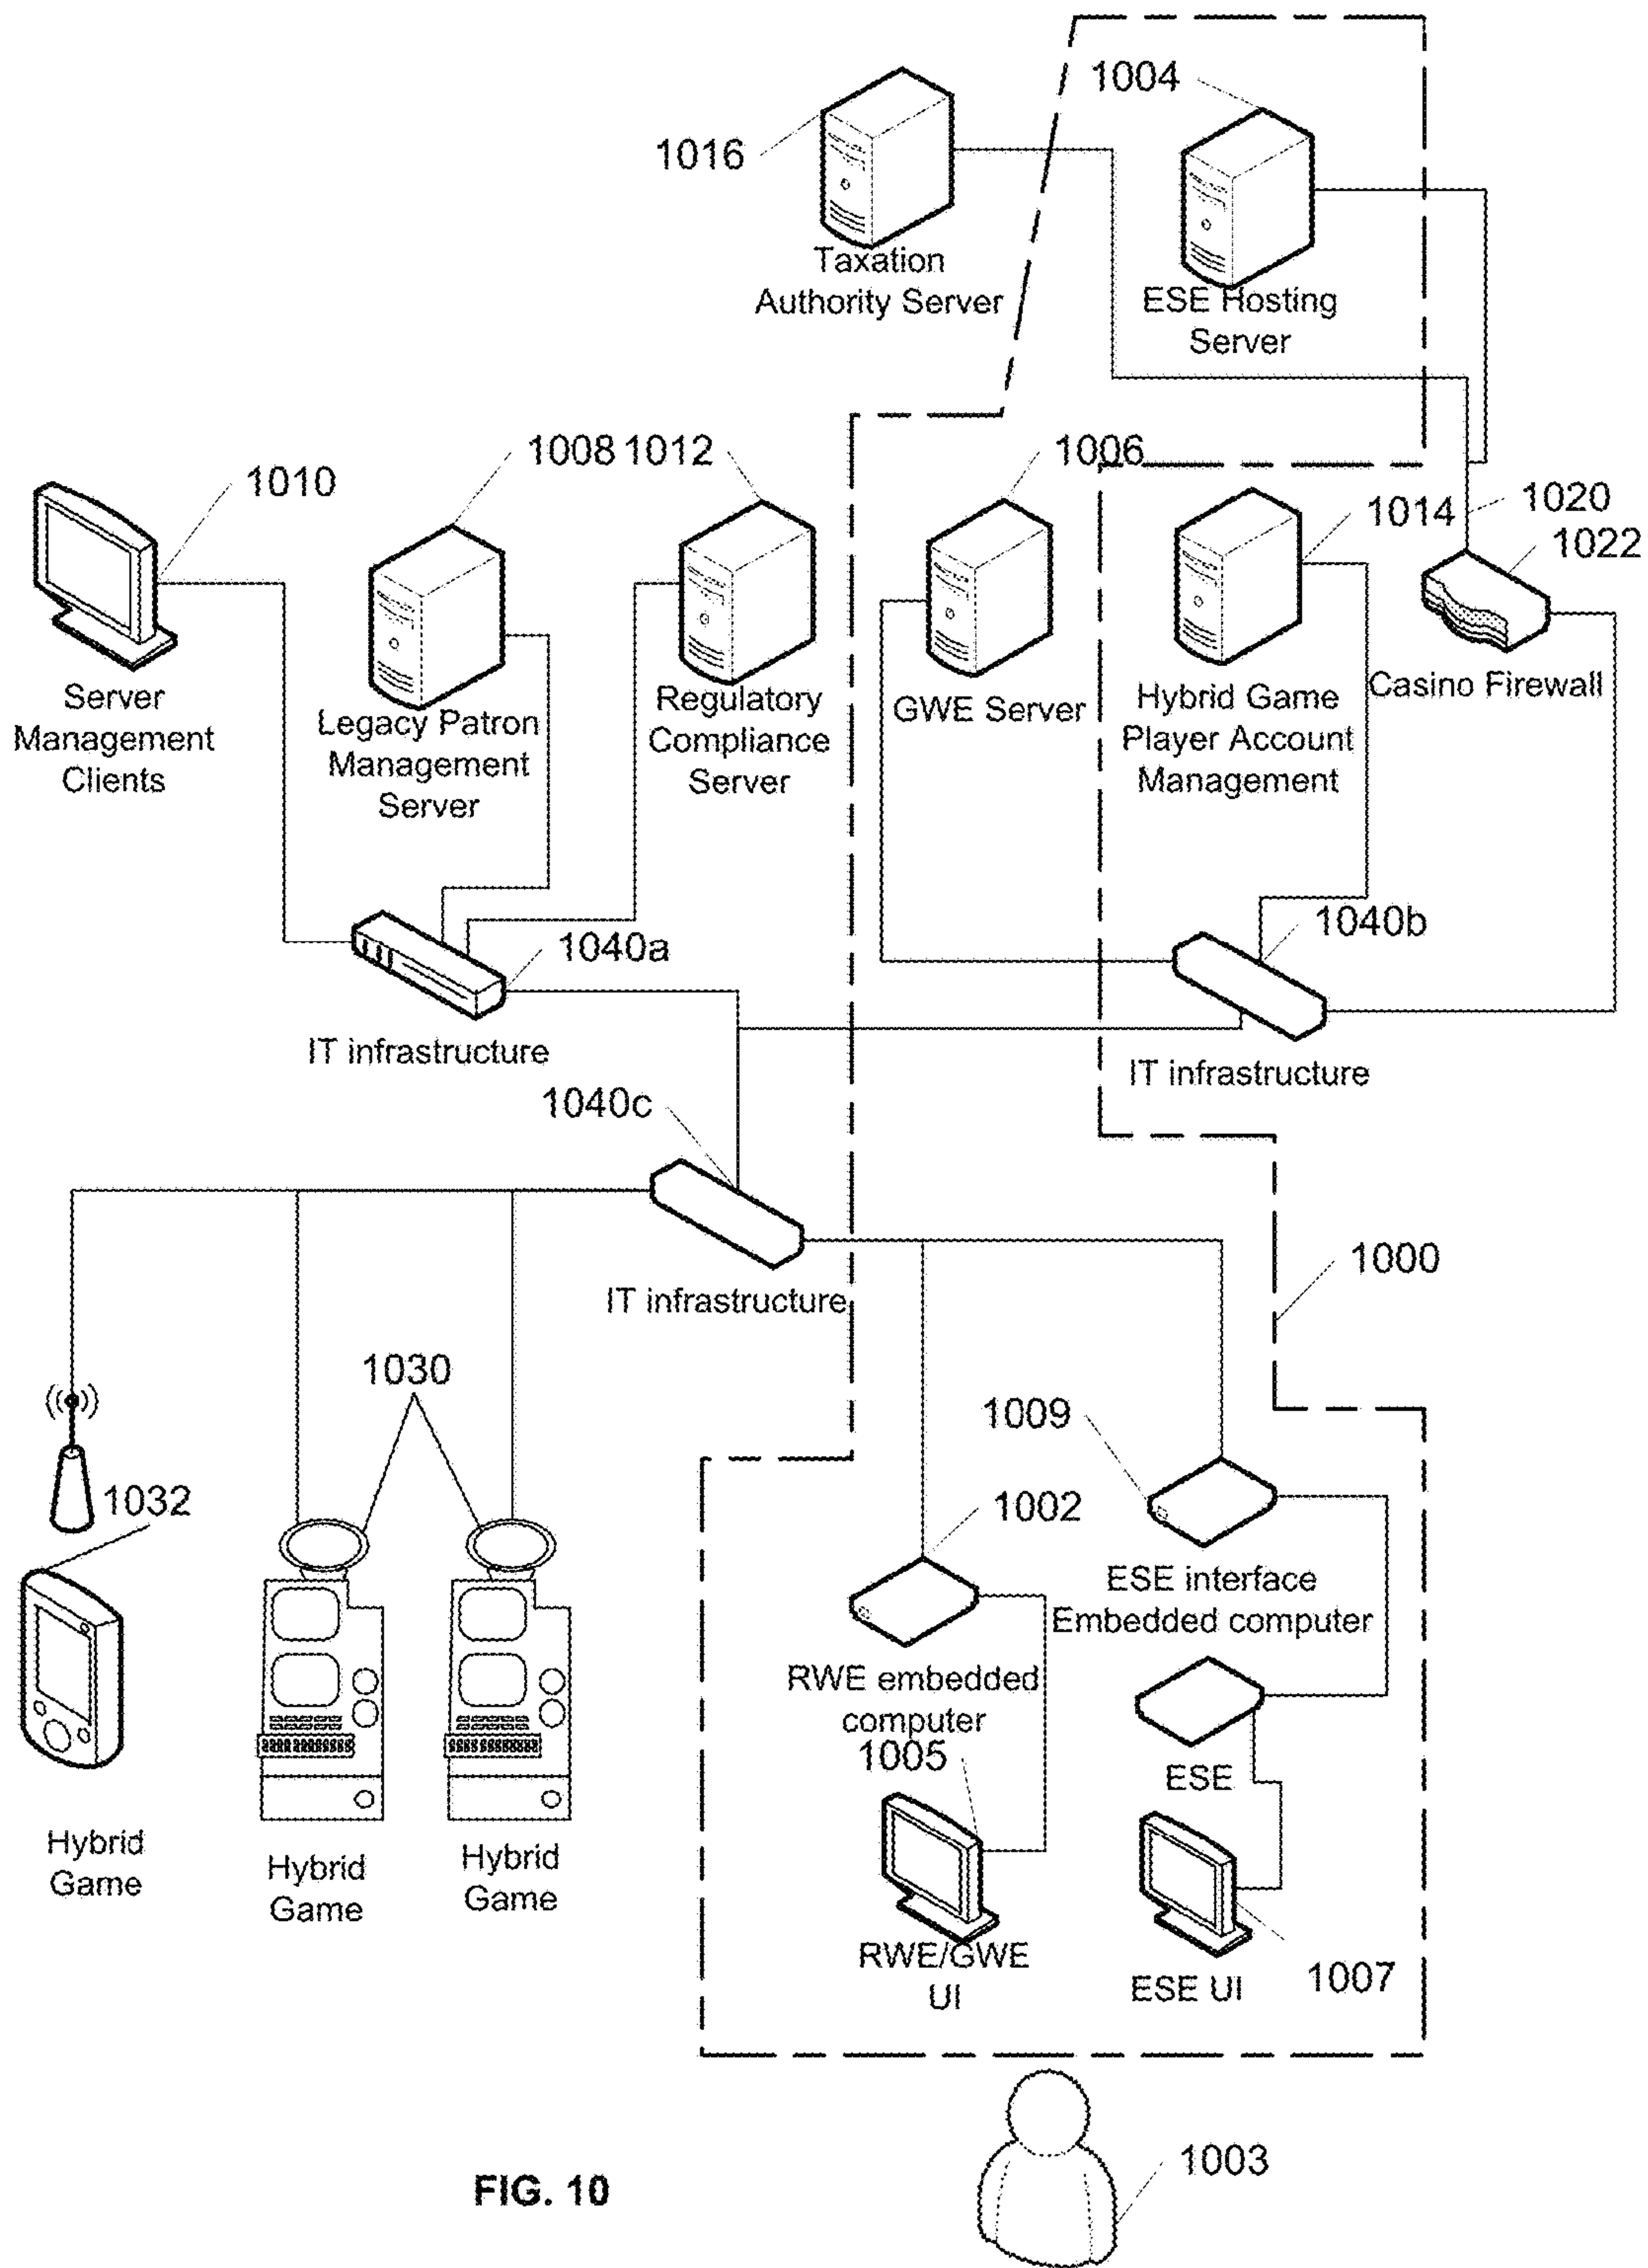 1004
1016
Taxation
Authority Server
ESE Hosting
Server
1008
1012
1006
1010
1014
1020
1022
Server
Management
Clients
Legacy Patron
Management
Server
Regulatory
Compliance
Server
GWE Server
Hybrid Game
Player Account
Management
Casino Firewall
1040a
1040b
IT infrastructure
IT infrastructure
1040c
1000
IT infrastructure
1030
1009
1032
1002
ESE interface
Embedded computer
RWE embedded
computer
1005
ESE
Hybrid
Game
Hybrid
Game
Hybrid
Game
RWE/GWE
UI
ESE UI
1007
1003
FIG. 10